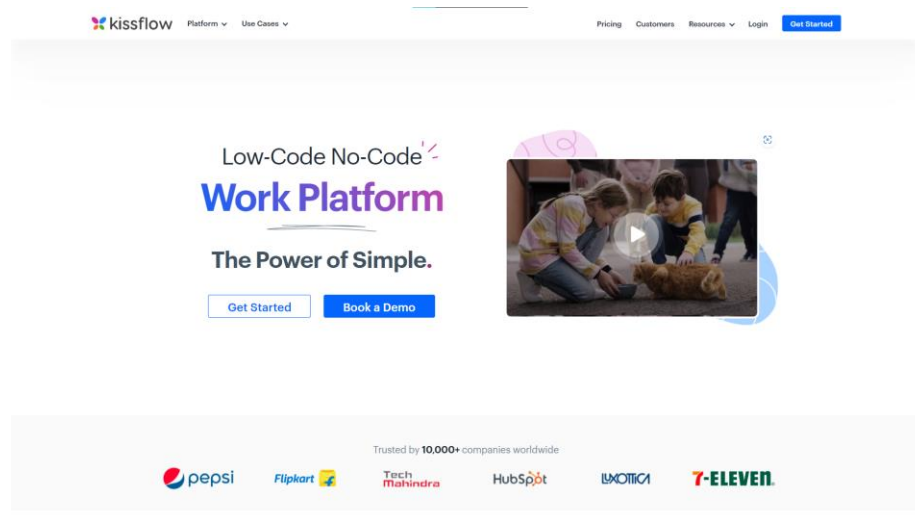 kissflow Platform Use Cases Pricing Customers Resources Login Get Started
Low-Code No-Code
Work Platform
The Power of Simple.
Get Started Book a Demo
Trusted by 10,000+ companies worldwide
pepsi Flipkart Tech Mahindra HubSpot LUXOTTICA 7-ELEVEN.